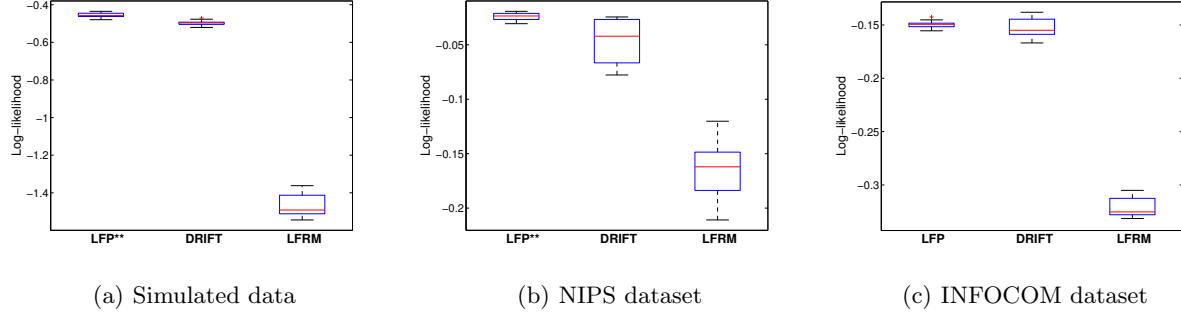 −0.4
−0.6
−0.8
−1
−1.2
−1.4
Log−likelihood
LFP** DRIFT LFRM
(a) Simulated data
−0.05
−0.1
−0.15
−0.2
Log−likelihood
LFP** DRIFT LFRM
(b) NIPS dataset
−0.15
−0.2
−0.25
−0.3
Log−likelihood
LFP DRIFT LFRM
(c) INFOCOM dataset